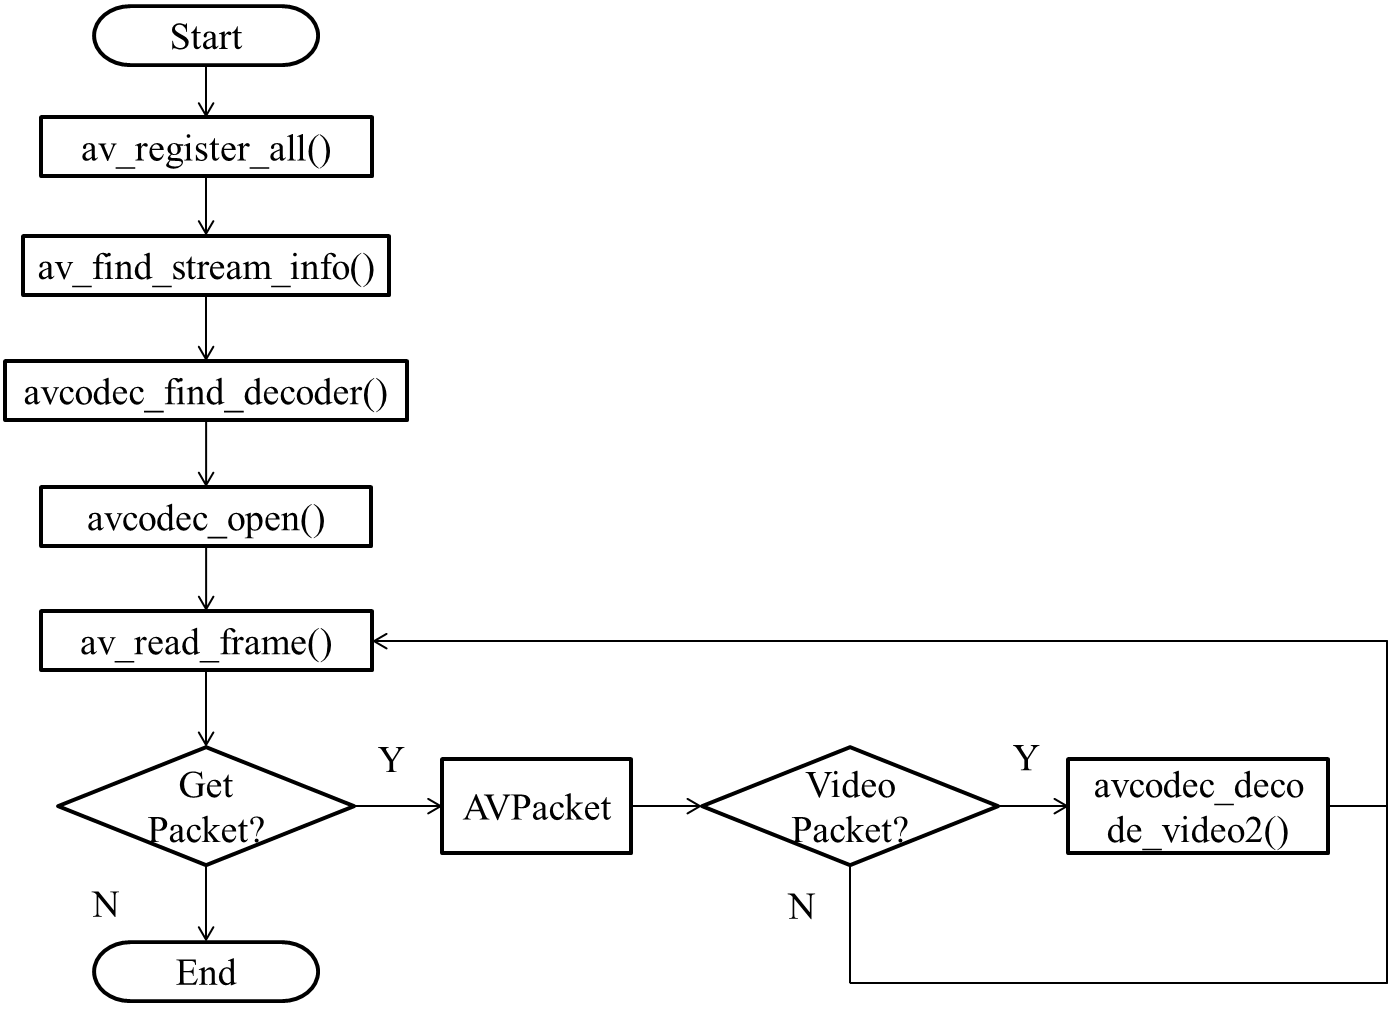 Start
av_register_all()
av_find_stream_info()
avcodec_find_decoder()
avcodec_open()
av_read_frame()
Get
Packet?
Y
AVPacket
Video
Packet?
Y
avcodec_deco
de_video2()
N
N
End